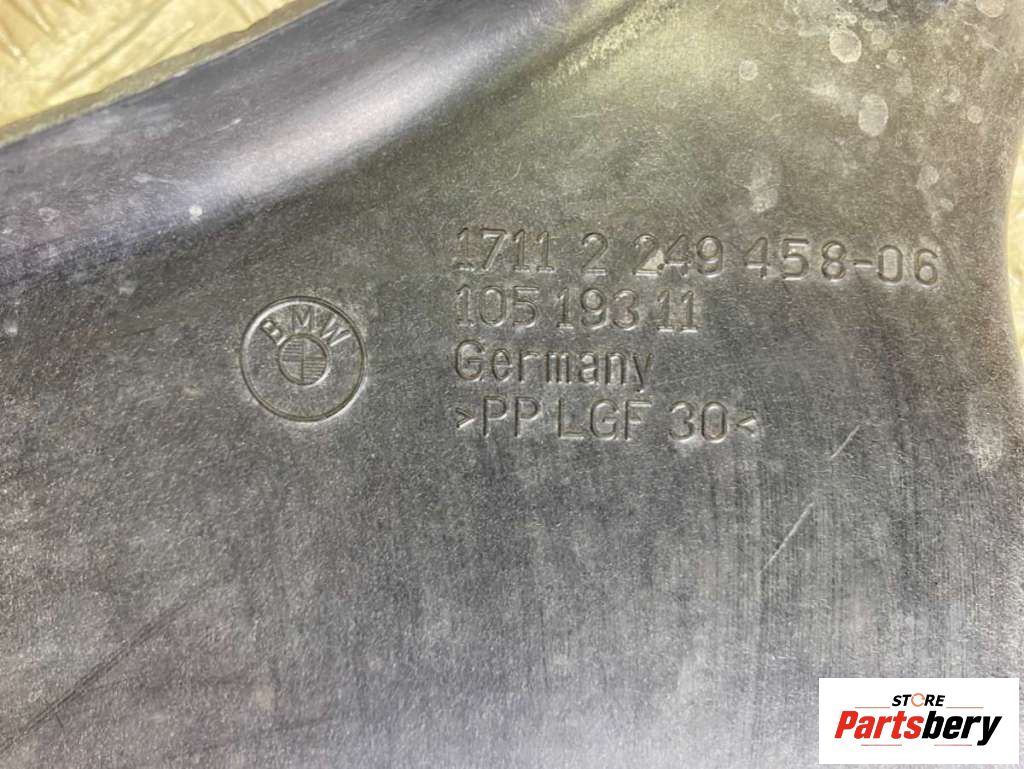 1711 2 249 458-06
105 193 11
BMW
Germany
>PP LGF 30<
STORE
Partsbery